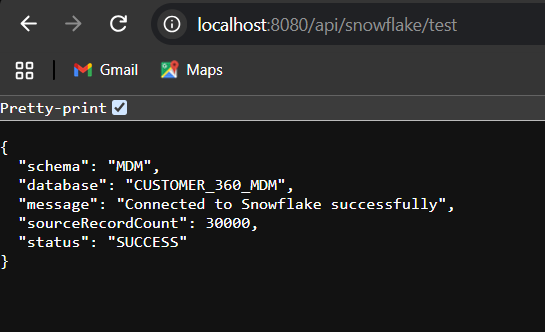 localhost:8080/api/snowflake/test
Gmail Maps
Pretty-print
{
  "schema": "MDM",
  "database": "CUSTOMER_360_MDM",
  "message": "Connected to Snowflake successfully",
  "sourceRecordCount": 30000,
  "status": "SUCCESS"
}